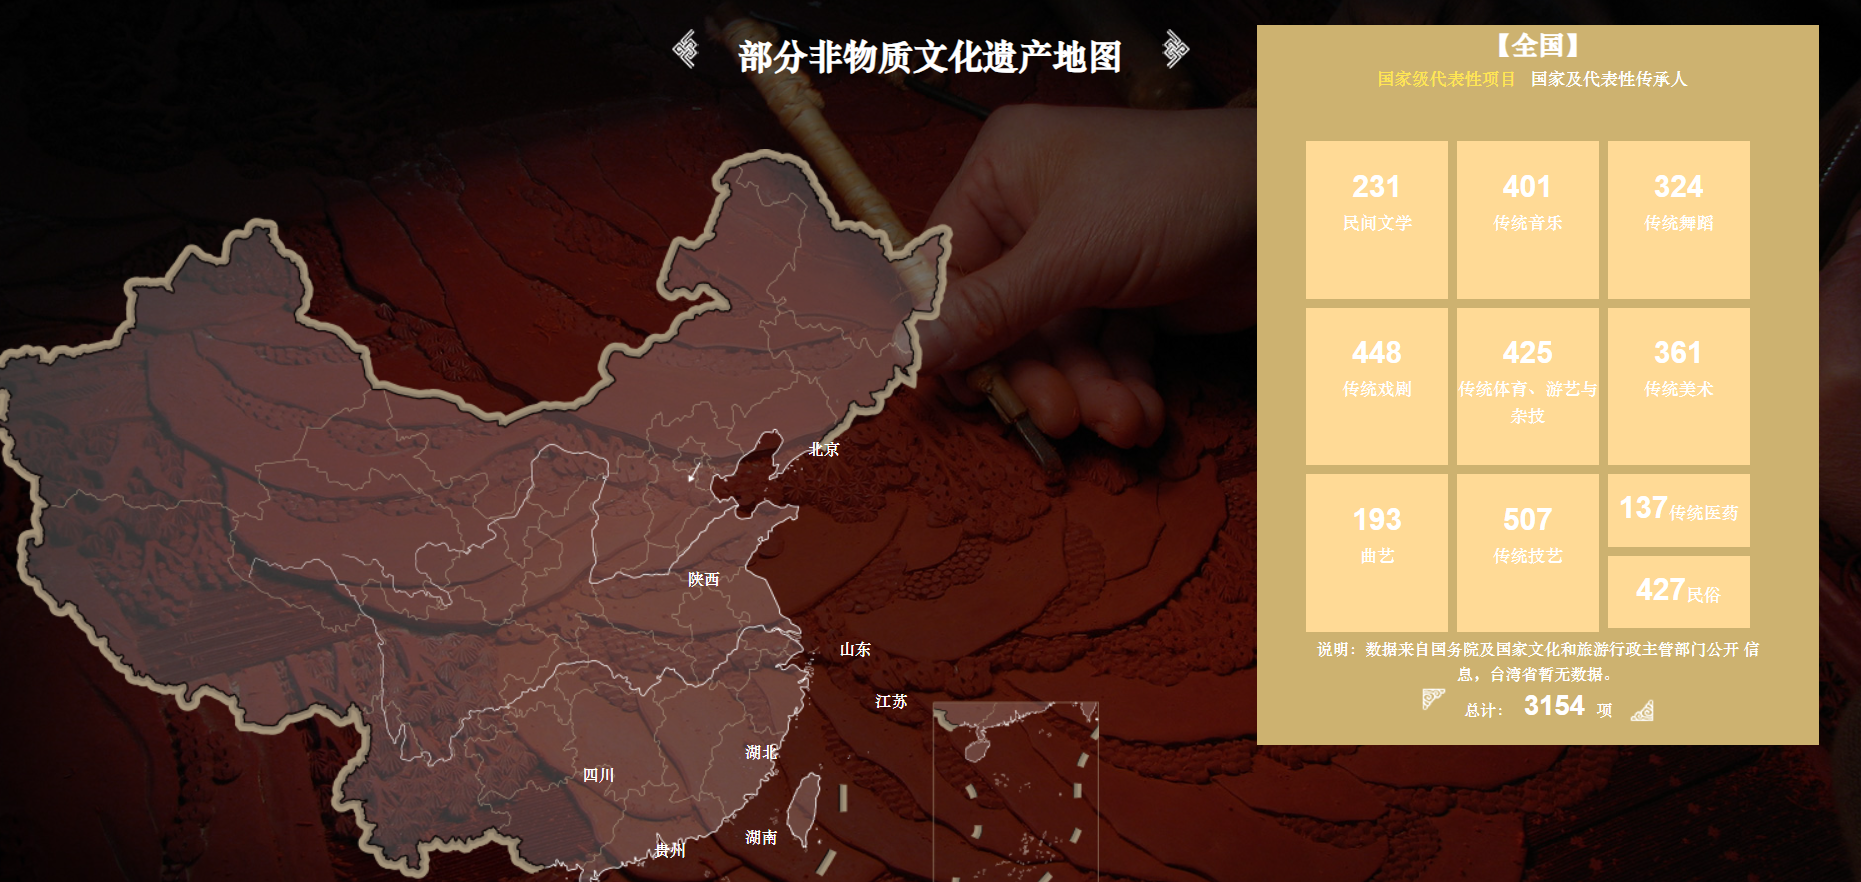 部分非物质文化遗产地图
【全国】
国家级代表性项目 国家及代表性传承人
231
民间文学
401
传统音乐
324
传统舞蹈
448
传统戏剧
425
传统体育、游艺与
杂技
361
传统美术
193
曲艺
507
传统技艺
137传统医药
427民俗
说明：数据来自国务院及国家文化和旅游行政主管部门公开 信
息，台湾省暂无数据。
总计： 3154 项
北京
陕西
山东
江苏
湖北
四川
湖南
贵州